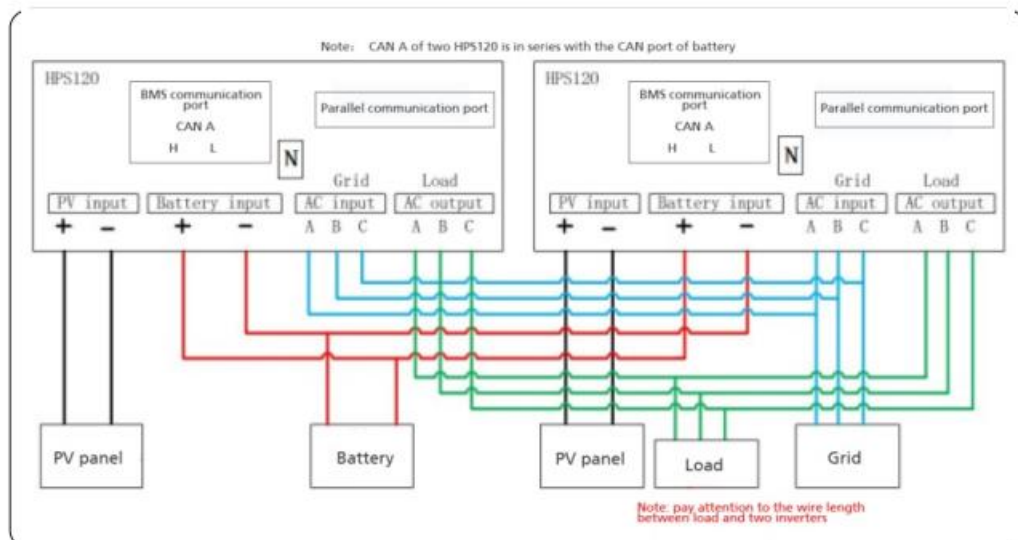 Note: CAN A of two HPS120 is in series with the CAN port of battery
HPS120
BMS communication
port
CAN A
H L
Parallel communication port
N
Grid Load
PV input Battery input AC input AC output
+ − + − A B C A B C
HPS120
BMS communication
port
CAN A
H L
Parallel communication port
N
Grid Load
PV input Battery input AC input AC output
+ − + − A B C A B C
PV panel
Battery
PV panel
Load
Grid
Note: pay attention to the wire length
between load and two inverters